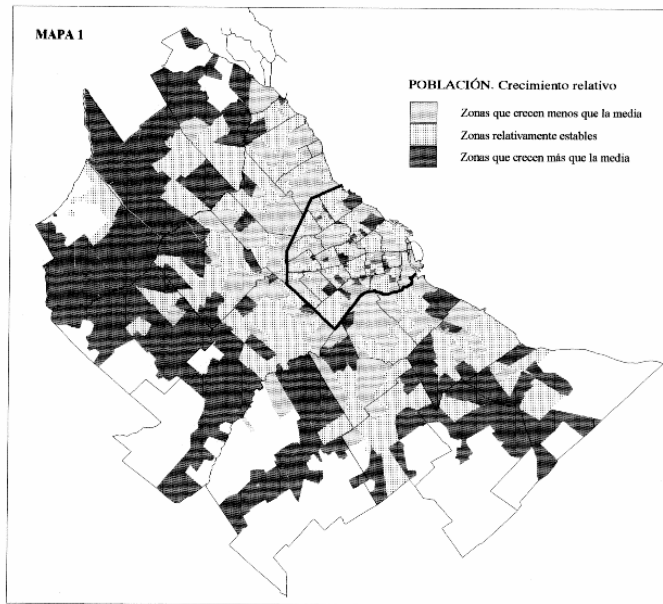 MAPA 1
POBLACIÓN. Crecimiento relativo
Zonas que crecen menos que la media
Zonas relativamente estables
Zonas que crecen más que la media